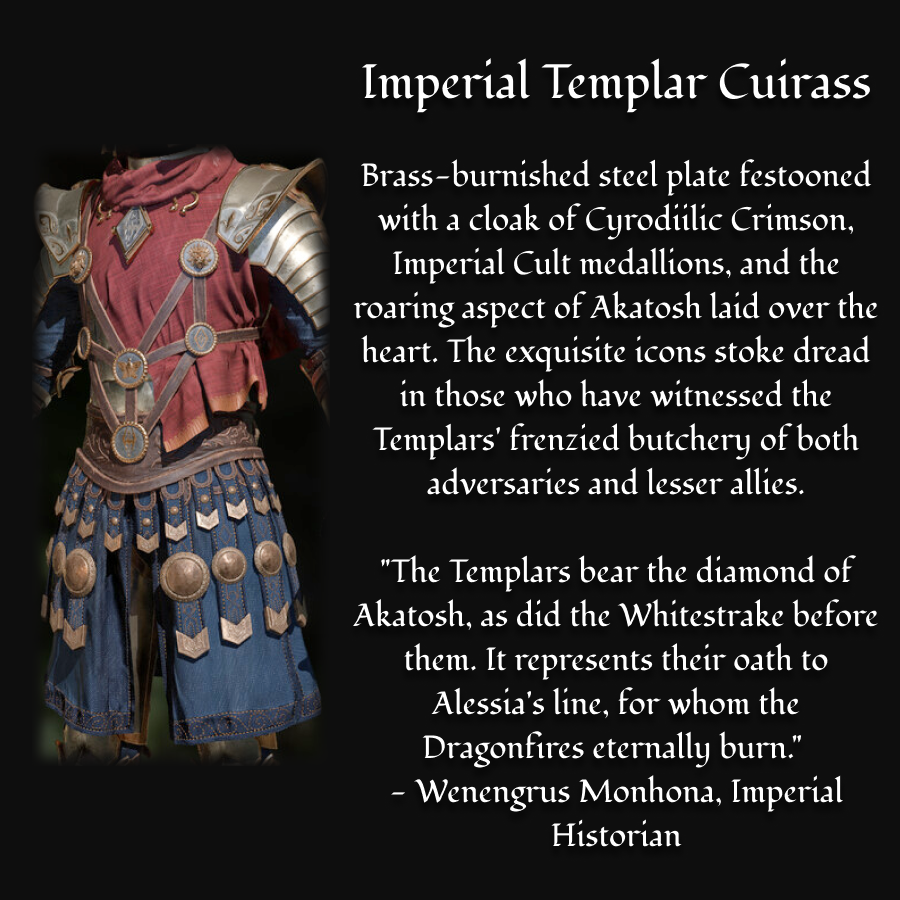 Imperial Templar Cuirass
Brass-burnished steel plate festooned
with a cloak of Cyrodiilic Crimson,
Imperial Cult medallions, and the
roaring aspect of Akatosh laid over the
heart. The exquisite icons stoke dread
in those who have witnessed the
Templars' frenzied butchery of both
adversaries and lesser allies.
"The Templars bear the diamond of
Akatosh, as did the Whitestrake before
them. It represents their oath to
Alessia's line, for whom the
Dragonfires eternally burn."
- Wenengrus Monhona, Imperial
Historian